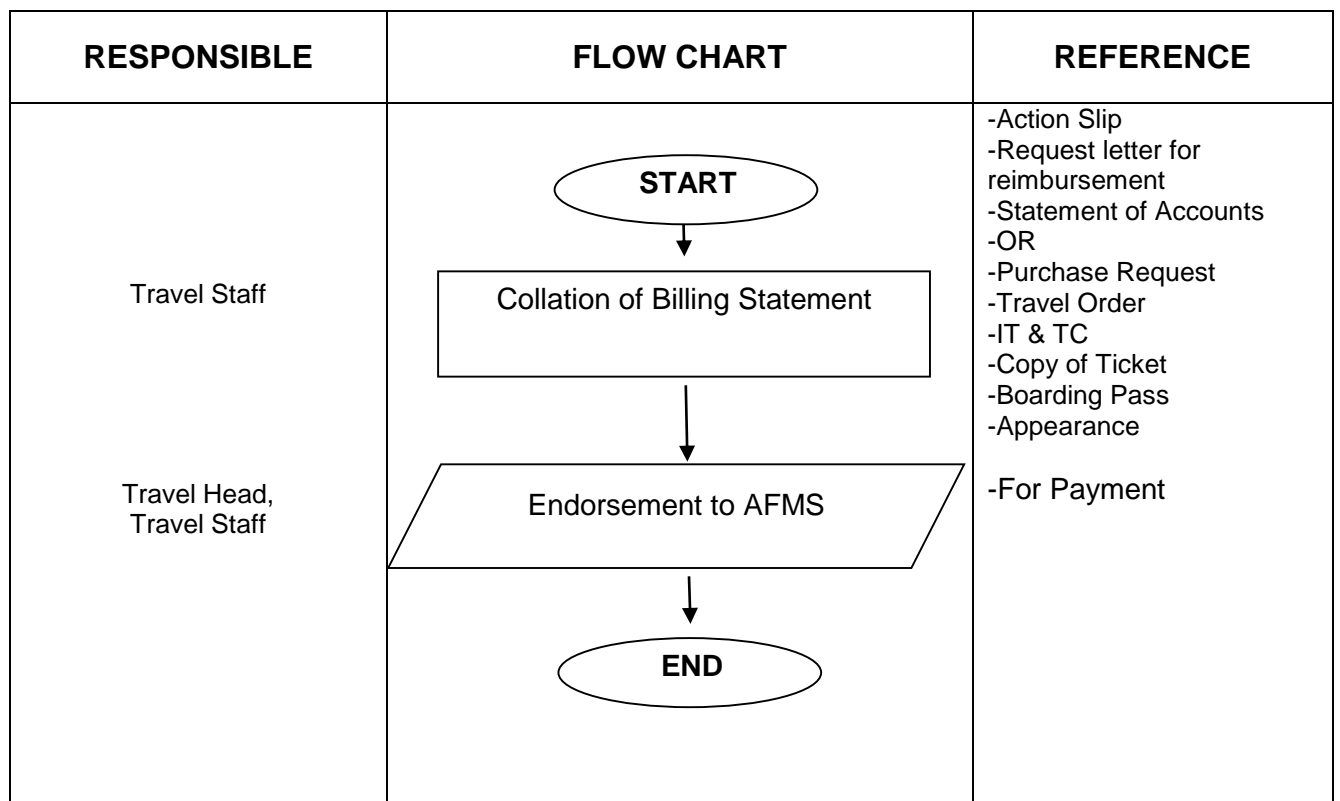 RESPONSIBLE
FLOW CHART
REFERENCE
START
Travel Staff
Collation of Billing Statement
Travel Head,
Travel Staff
Endorsement to AFMS
END
-Action Slip
-Request letter for
reimbursement
-Statement of Accounts
-OR
-Purchase Request
-Travel Order
-IT & TC
-Copy of Ticket
-Boarding Pass
-Appearance
-For Payment